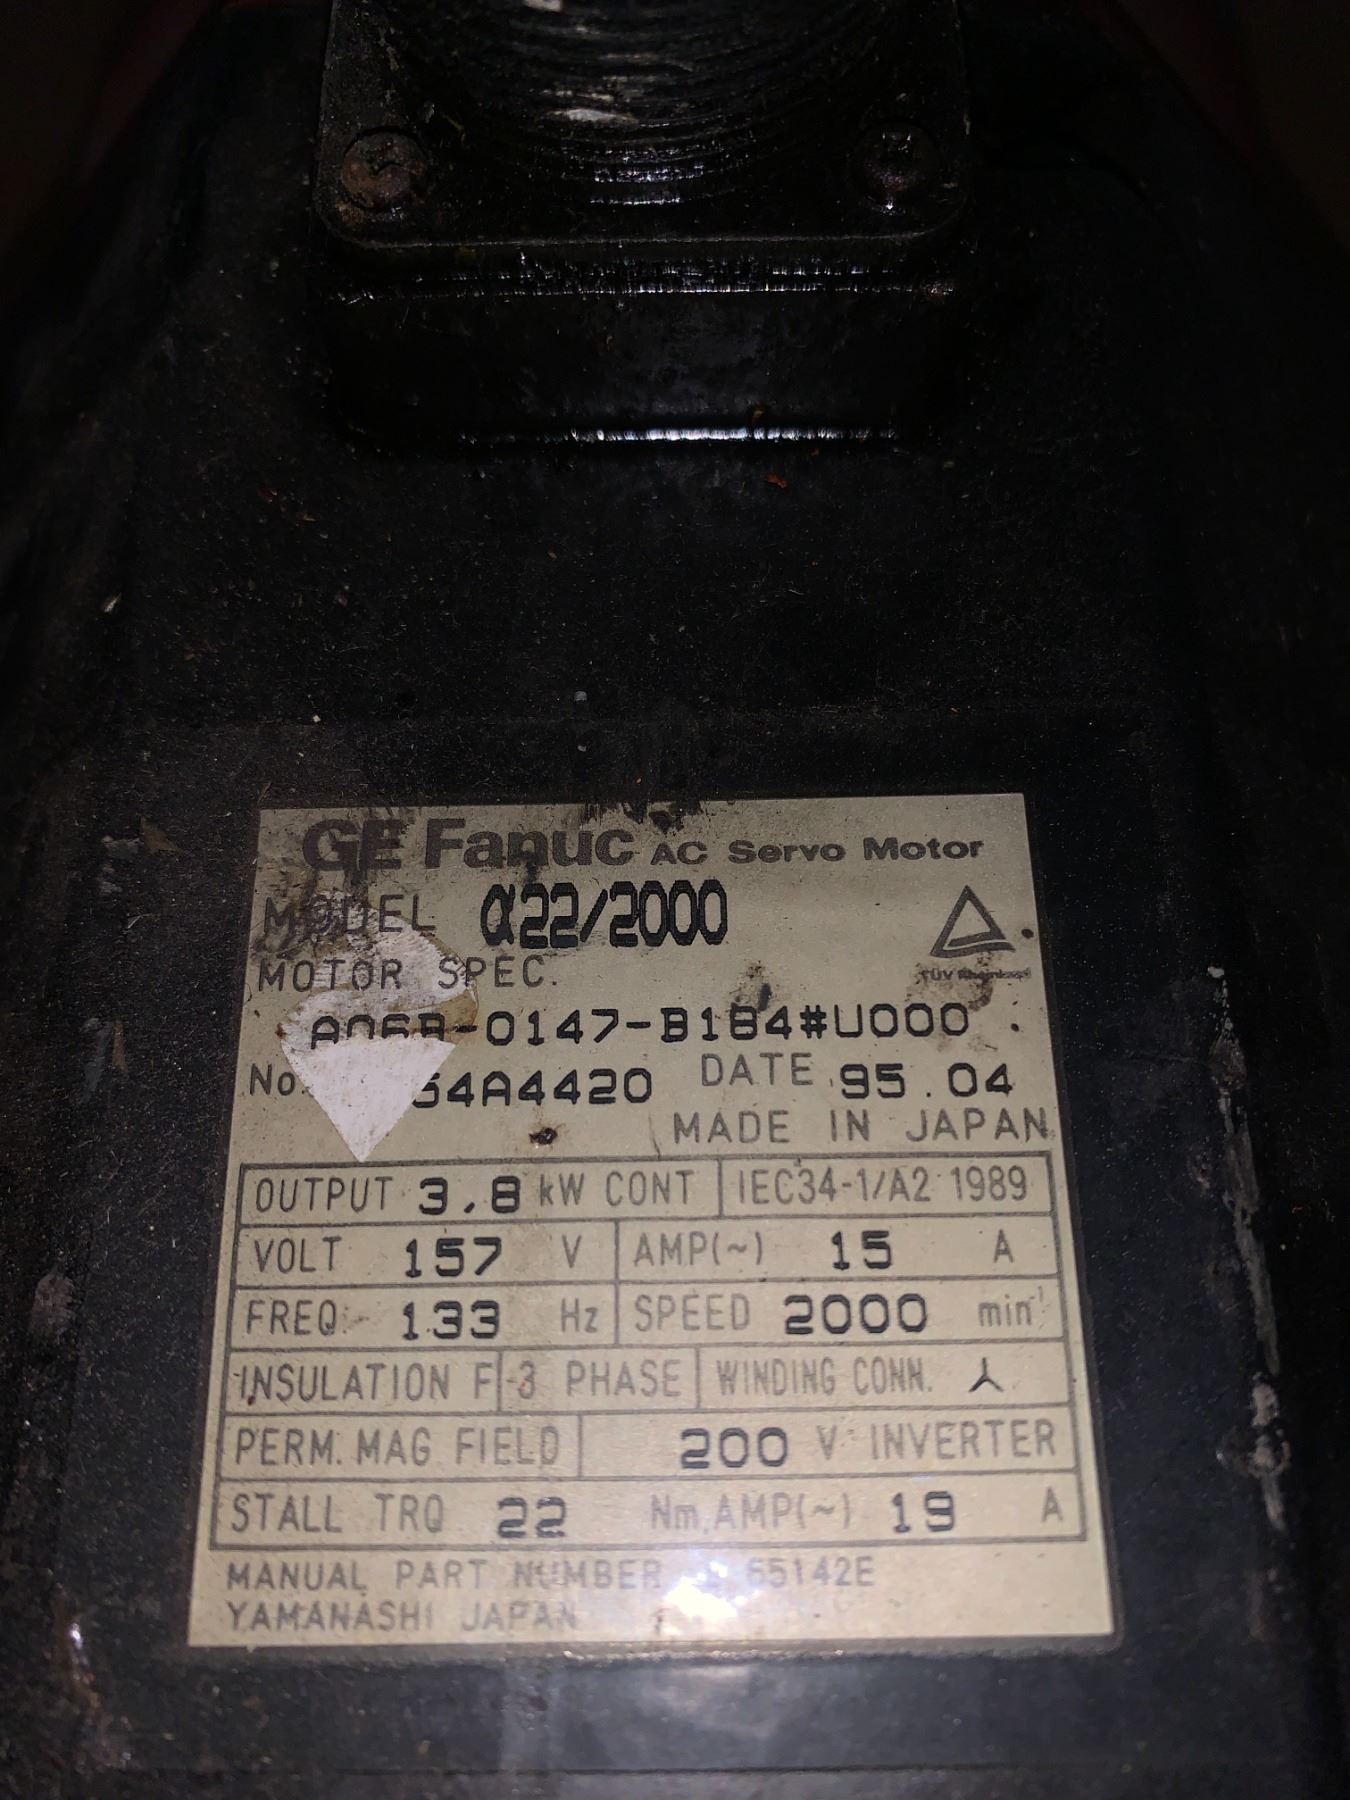 GE Fanuc AC Servo Motor
MODEL α22/2000
TÜV Rheinland
MOTOR SPEC.
A06B-0147-B184#U000
No. 54A4420 DATE 95.04
MADE IN JAPAN
OUTPUT 3.8 kW CONT IEC34-1/A2 1989
VOLT 157 V AMP(~) 15 A
FREQ. 133 Hz SPEED 2000 min⁻¹
INSULATION F 3 PHASE WINDING CONN.
PERM. MAG FIELD 200 V INVERTER
STALL TRQ 22 Nm, AMP(~) 19 A
MANUAL PART NUMBER 65142E
YAMANASHI JAPAN